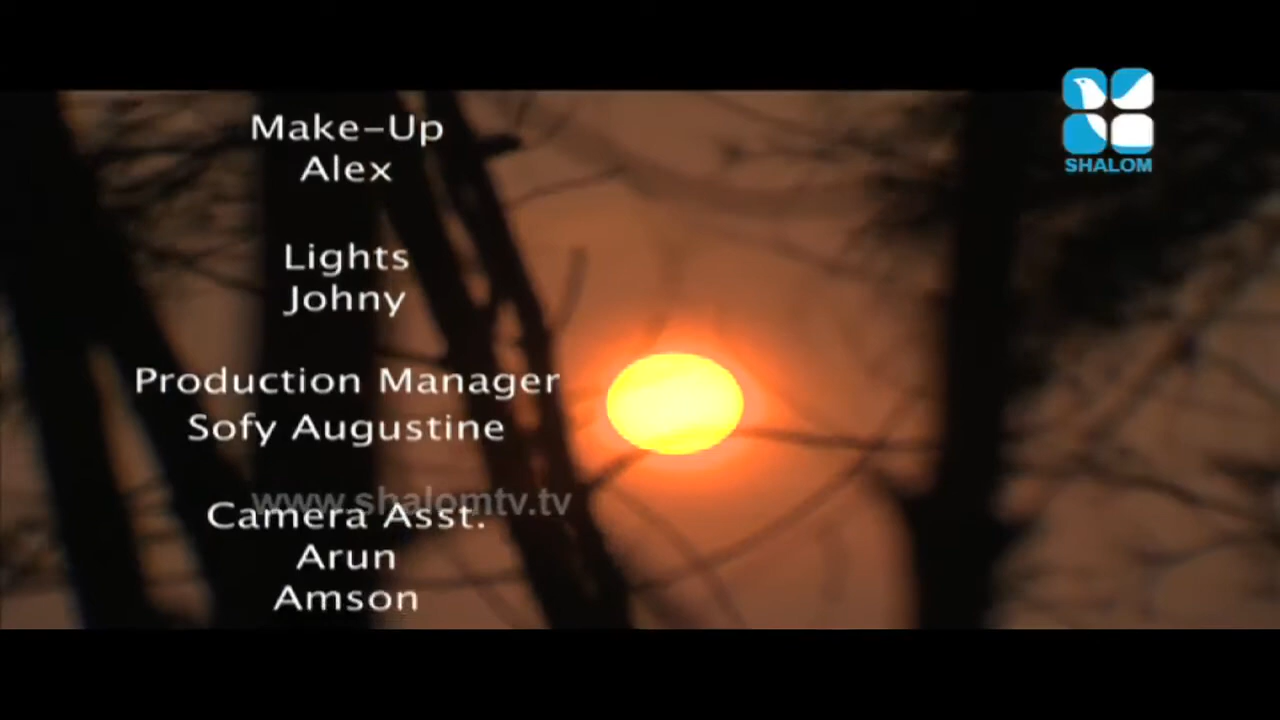 Make-Up
Alex
SHALOM
Lights
Johny
Production Manager
Sofy Augustine
www.shalomtv.tv
Camera Asst.
Arun
Amson